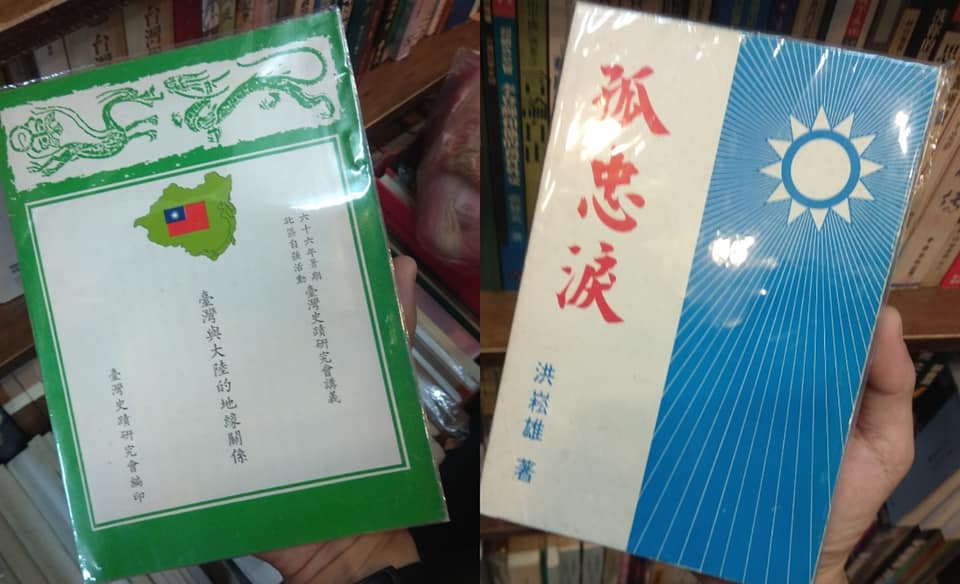 六十六年暑期
北區自強活動
臺灣史蹟研究會講義
臺灣與大陸的地緣關係
臺灣史蹟研究會編印
孤忠淚
洪崧雄 著